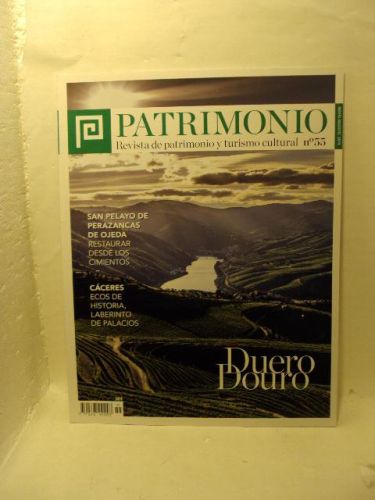 PATRIMONIO
Revista de patrimonio y turismo cultural nº55
SAN PELAYO DE
PERAZANCAS
DE OJEDA
RESTAURAR
DESDE LOS
CIMIENTOS
CÁCERES
ECOS DE
HISTORIA,
LABERINTO
DE PALACIOS
Duero
Douro